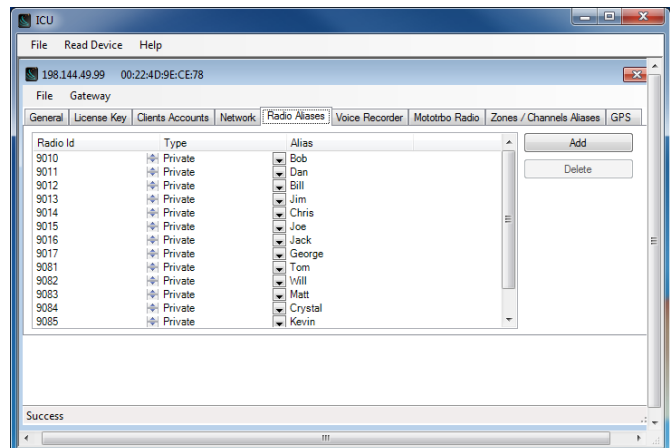 ICU
File Read Device Help
198.144.49.99 00:22:4D:9E:CE:78
File Gateway
General License Key Clients Accounts Network Radio Aliases Voice Recorder Mototrbo Radio Zones / Channels Aliases GPS
Radio Id Type Alias Add
9010 Private Bob
9011 Private Dan Delete
9012 Private Bill
9013 Private Jim
9014 Private Chris
9015 Private Joe
9016 Private Jack
9017 Private George
9081 Private Tom
9082 Private Will
9083 Private Matt
9084 Private Crystal
9085 Private Kevin
Success